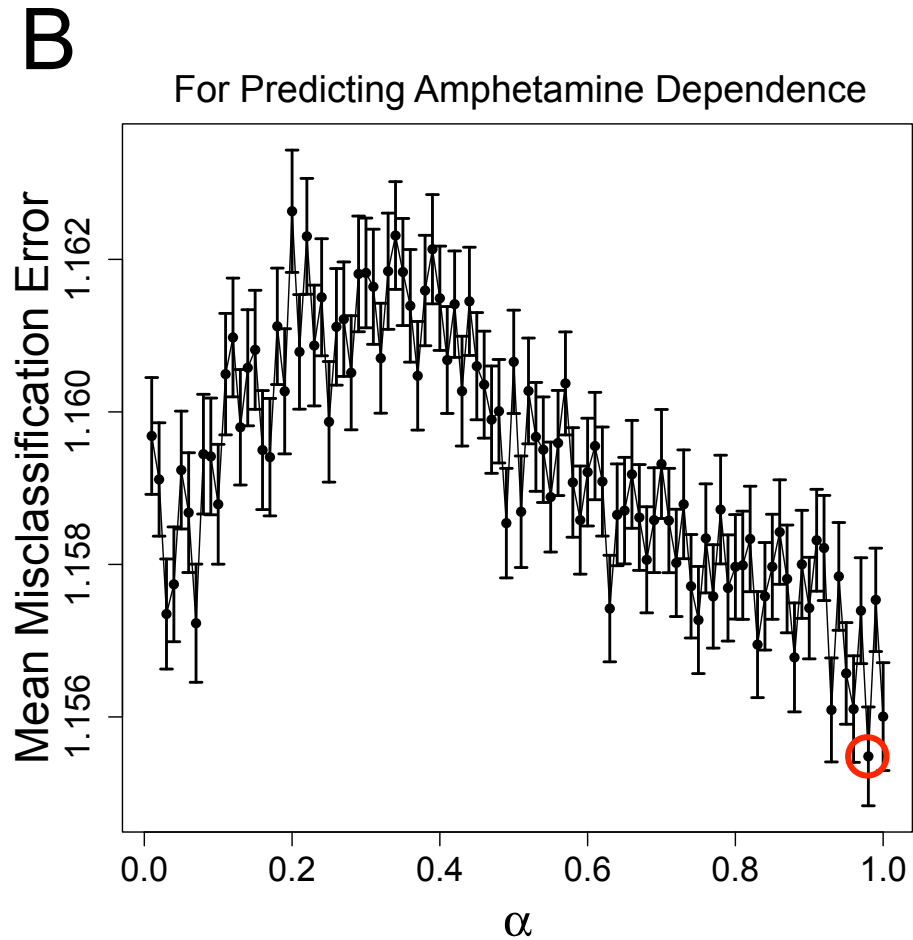 B
For Predicting Amphetamine Dependence
Mean Misclassification Error
1.162
1.160
1.158
1.156
0.0 0.2 0.4 0.6 0.8 1.0
α